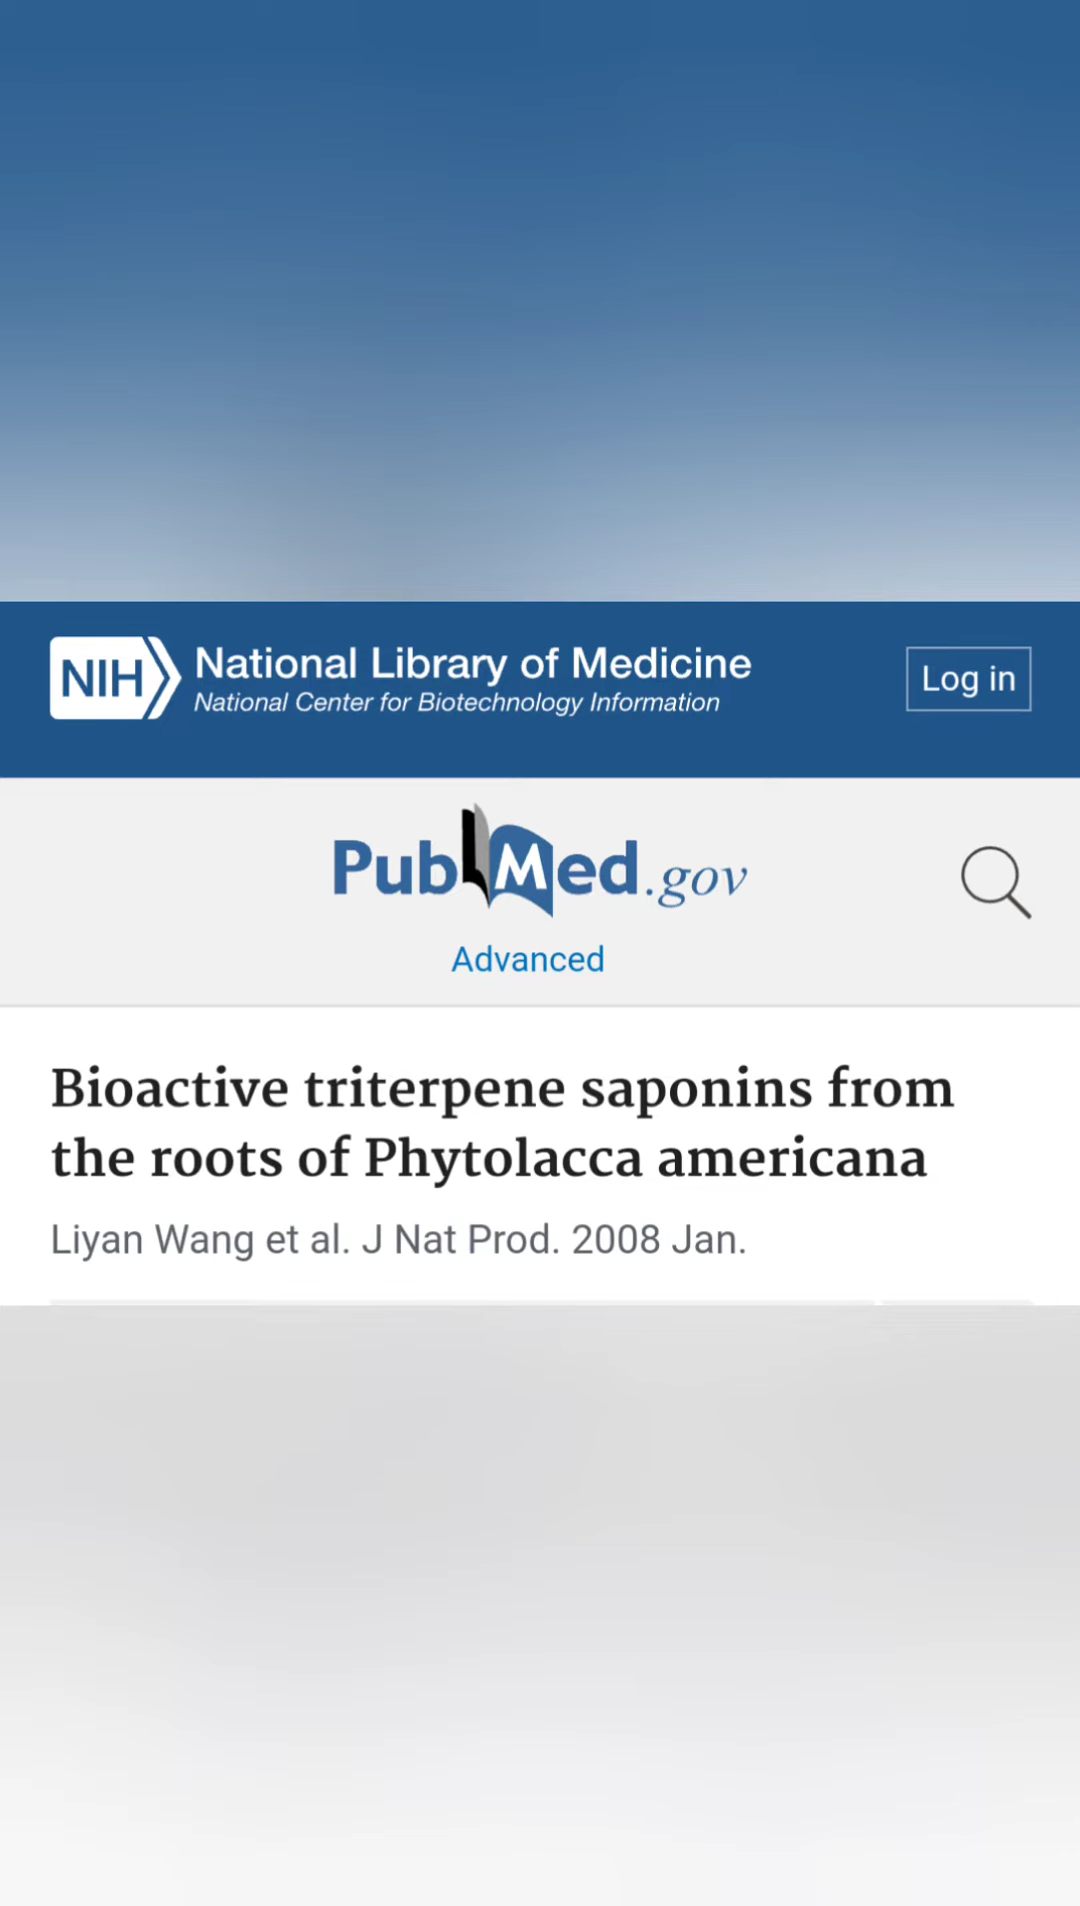 NIH
National Library of Medicine
National Center for Biotechnology Information
Log in
PubMed.gov
Advanced
Bioactive triterpene saponins from
the roots of Phytolacca americana
Liyan Wang et al. J Nat Prod. 2008 Jan.